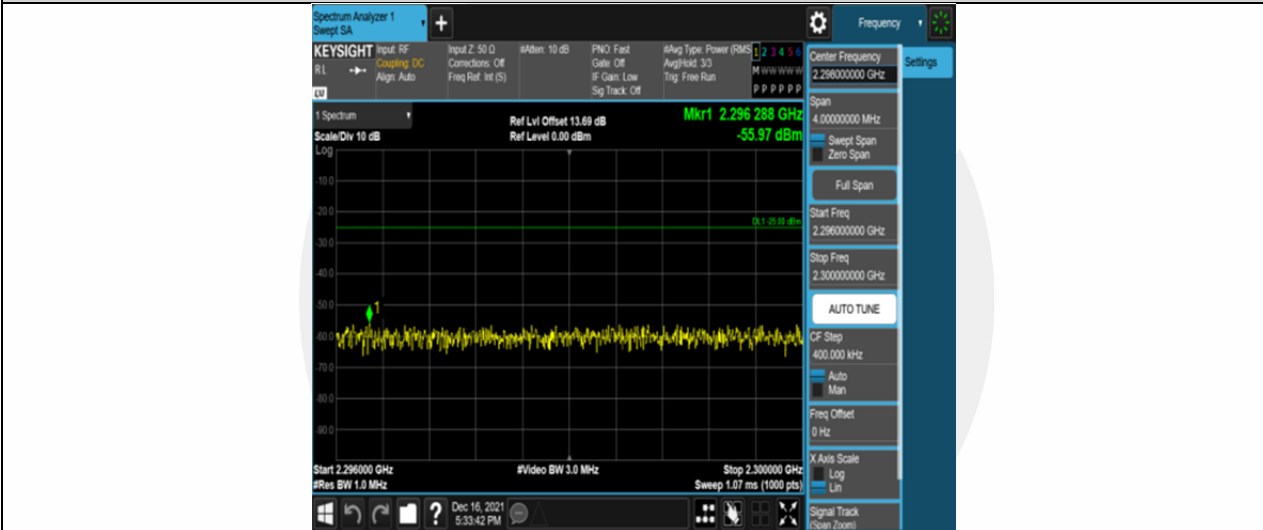 Spectrum Analyzer 1
Swept SA
+
Frequency
KEYSIGHT
RL
LV
Input: RF
Coupling: DC
Align: Auto
Input Z: 50 Ω
Corrections: Off
Freq Ref: Int (S)
#Atten: 10 dB
PNO: Fast
Gate: Off
IF Gain: Low
Sig Track: Off
#Avg Type: Power (RMS
Avg|Hold: 3/3
Trig: Free Run
1 2 3 4 5 6
M W W W W W
P P P P P P
1 Spectrum
Scale/Div 10 dB
Log
Ref Lvl Offset 13.69 dB
Ref Level 0.00 dBm
Mkr1 2.296 288 GHz
-55.97 dBm
-10.0
-20.0
DL1 -25.00 dBm
-30.0
-40.0
-50.0
1
-60.0
-70.0
-80.0
-90.0
Start 2.296000 GHz
#Res BW 1.0 MHz
#Video BW 3.0 MHz
Stop 2.300000 GHz
Sweep 1.07 ms (1000 pts)
?
Dec 16, 2021
5:33:42 PM
Center Frequency
2.298000000 GHz
Settings
Span
4.00000000 MHz
Swept Span
Zero Span
Full Span
Start Freq
2.296000000 GHz
Stop Freq
2.300000000 GHz
AUTO TUNE
CF Step
400.000 kHz
Auto
Man
Freq Offset
0 Hz
X Axis Scale
Log
Lin
Signal Track
(Span Zoom)